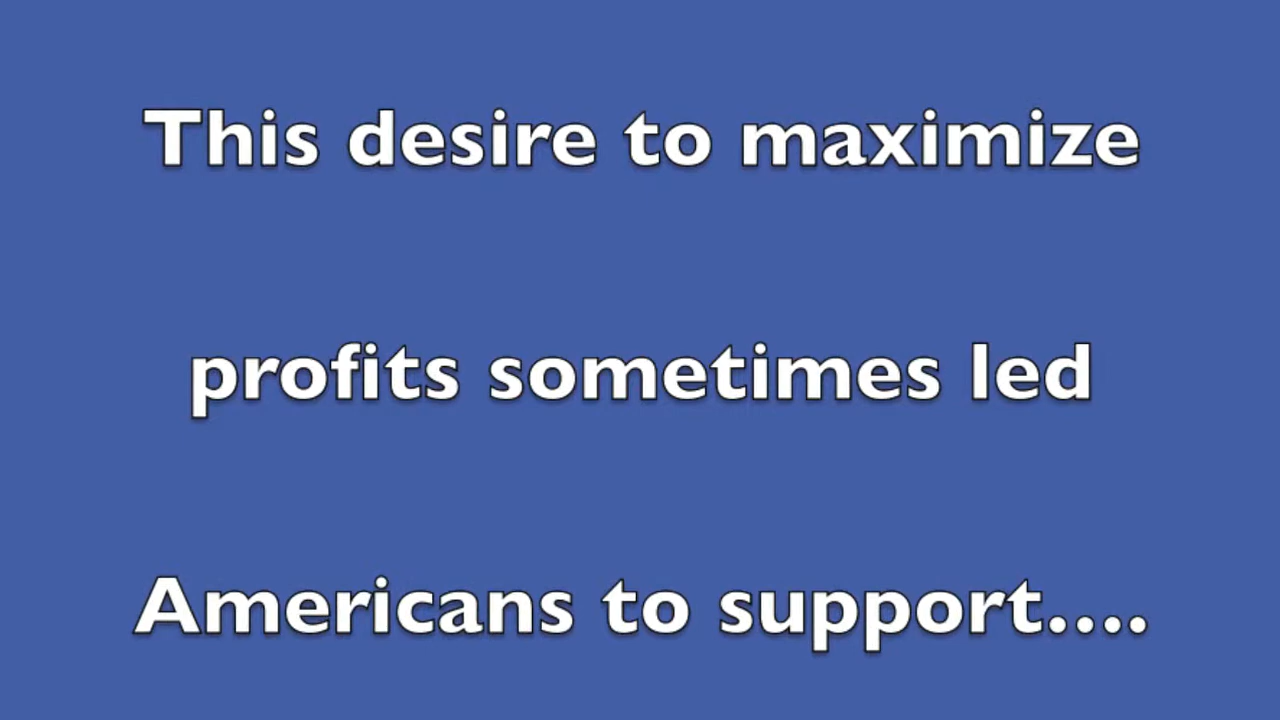 This desire to maximize
profits sometimes led
Americans to support....